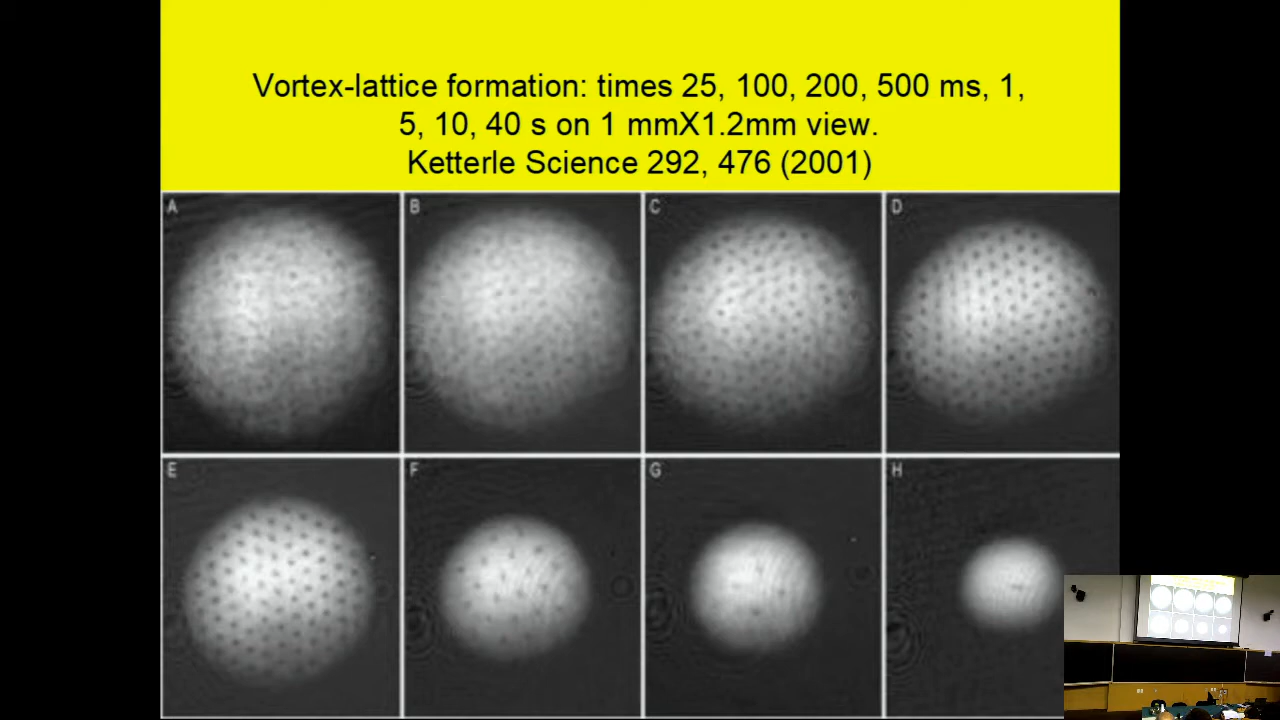 Vortex-lattice formation: times 25, 100, 200, 500 ms, 1,
5, 10, 40 s on 1 mmX1.2mm view.
Ketterle Science 292, 476 (2001)
A
B
C
D
E
F
G
H